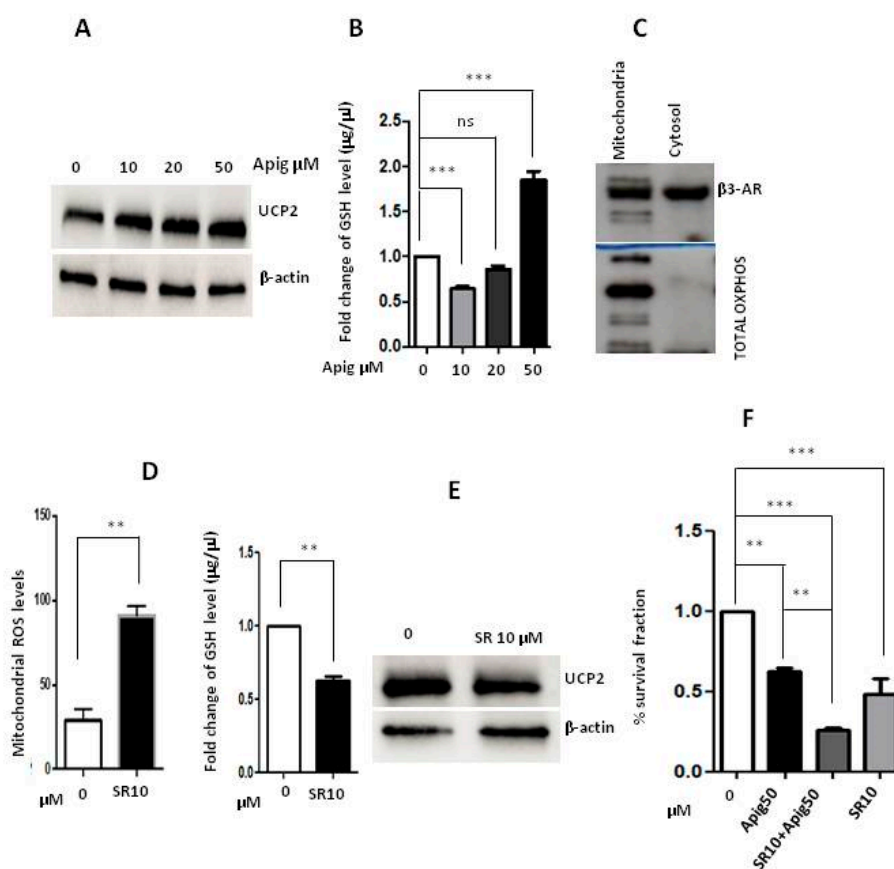 A
0 10 20 50 Apig μM
UCP2
β-actin
B
Fold change of GSH level (μg/μl)
2.5
2.0
1.5
1.0
0.5
0.0
***
ns
***
0 10 20 50
Apig μM
C
Mitochondria
Cytosol
β3-AR
TOTAL OXPHOS
D
Mitochondrial ROS levels
150
100
50
0
**
μM 0 SR10
Fold change of GSH level (μg/μl)
1.5
1.0
0.5
0.0
**
μM 0 SR10
E
0 SR 10 μM
UCP2
β-actin
F
% survival fraction
1.5
1.0
0.5
0.0
***
***
**
**
μM 0 Apig50 SR10+Apig50 SR10